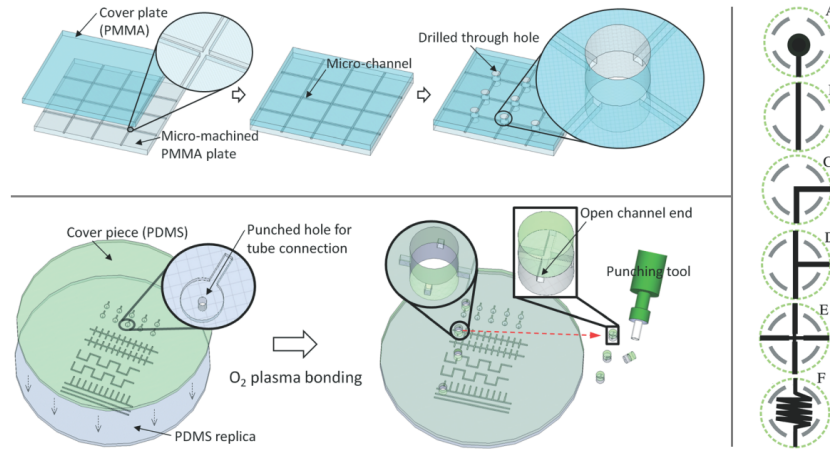 Cover plate
(PMMA)
Micro-machined
PMMA plate
Micro-channel
Drilled through hole
Cover piece (PDMS)
Punched hole for
tube connection
PDMS replica
O₂ plasma bonding
Open channel end
Punching tool
D
E
F